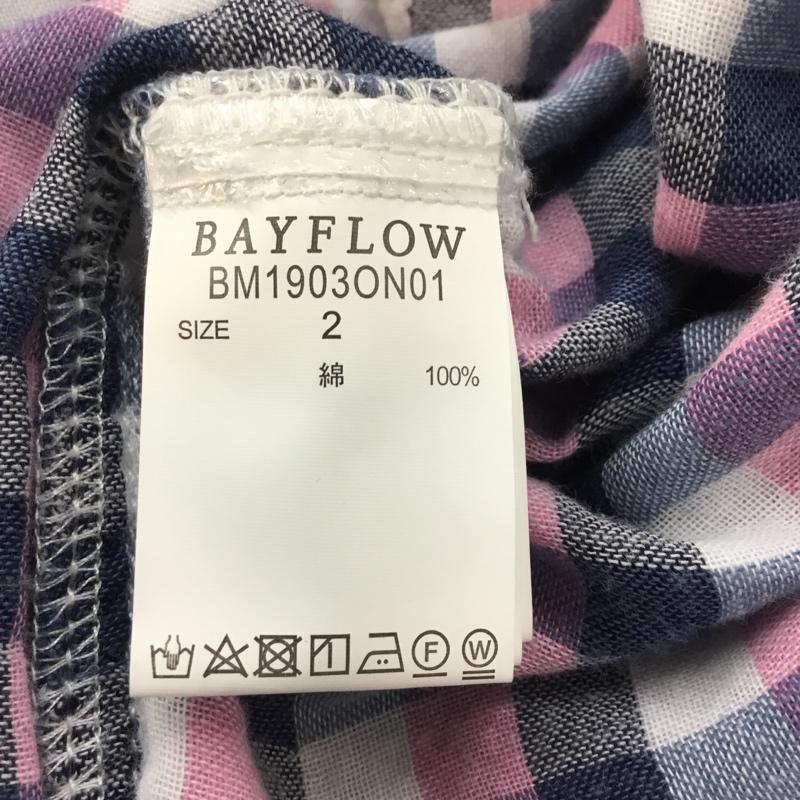 BAYFLOW
BM1903ON01
SIZE 2
綿 100%
F W